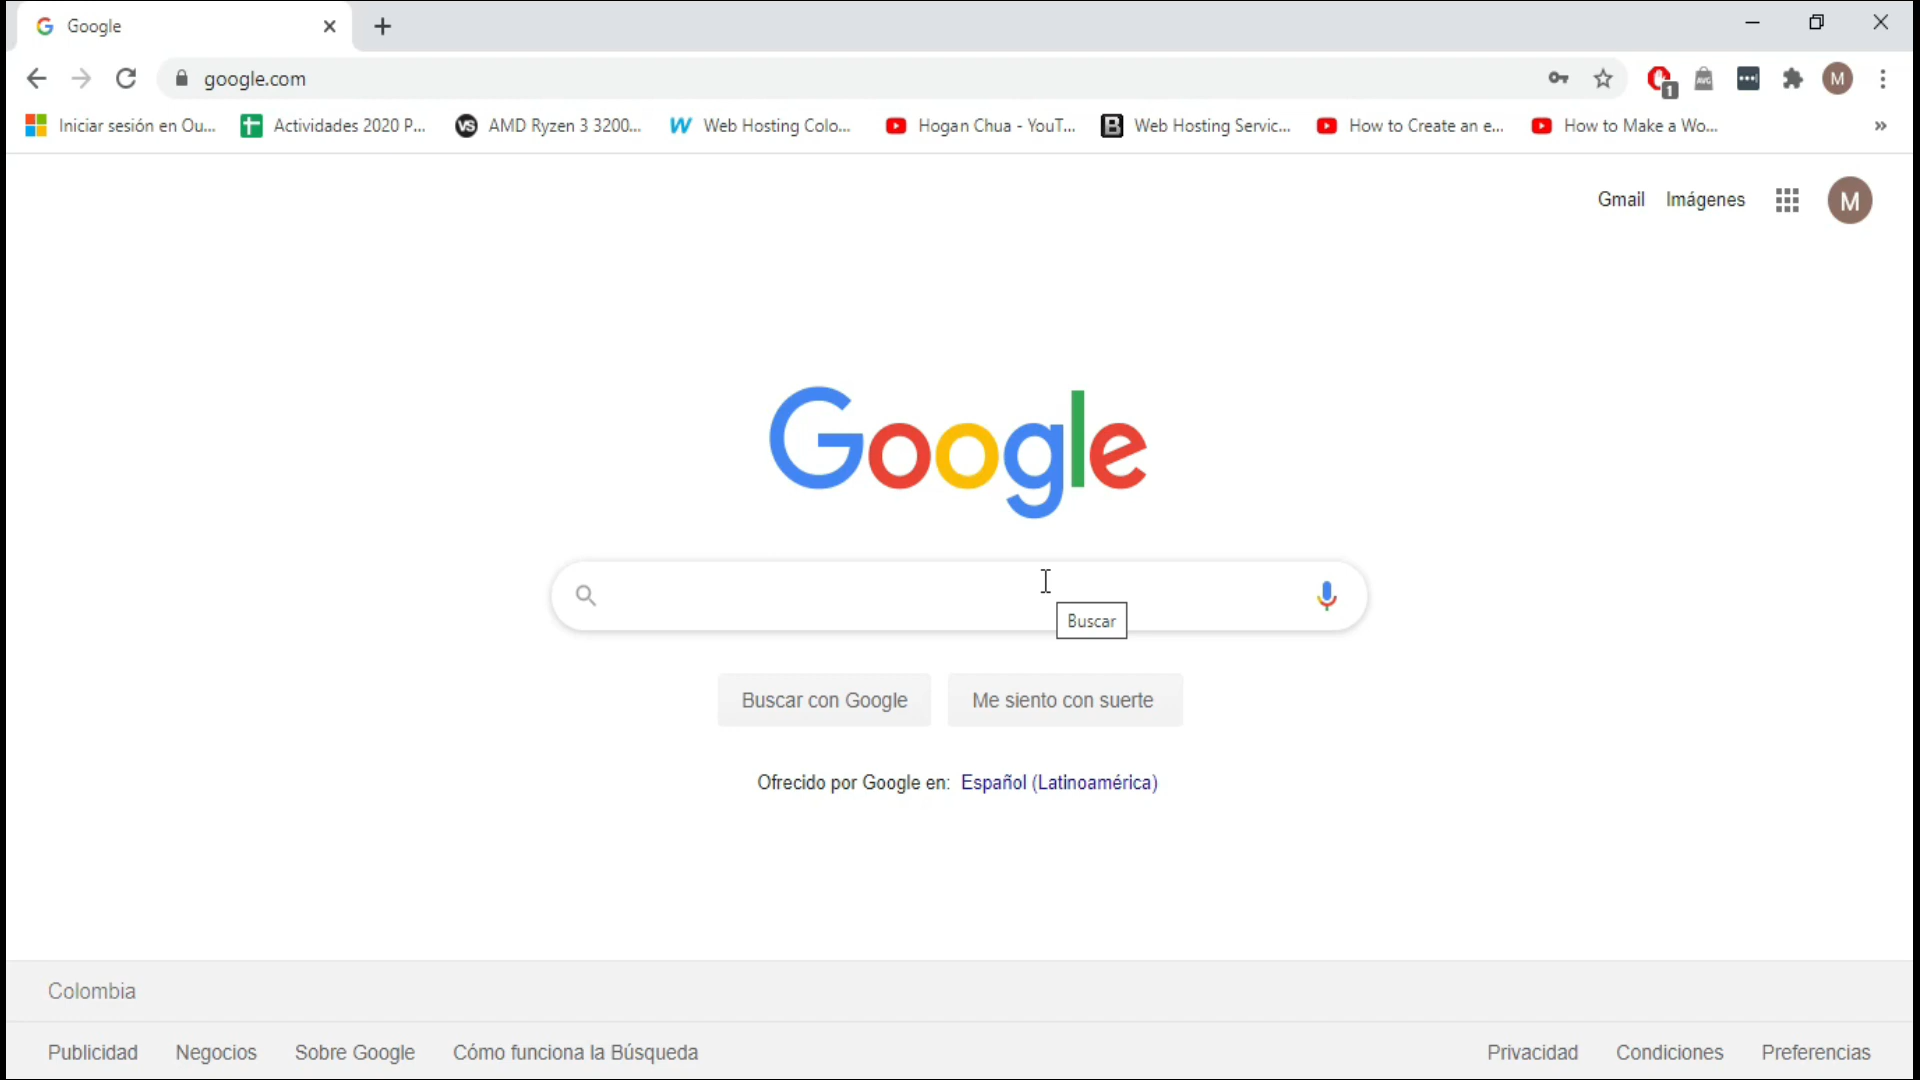 Google
google.com
1
AVG
M
Iniciar sesión en Ou...
Actividades 2020 P...
VS
AMD Ryzen 3 3200...
W
Web Hosting Colo...
Hogan Chua - YouT...
B
Web Hosting Servic...
How to Create an e...
How to Make a Wo...
»
Gmail
Imágenes
M
Google
Buscar
Buscar con Google
Me siento con suerte
Ofrecido por Google en: Español (Latinoamérica)
Colombia
Publicidad
Negocios
Sobre Google
Cómo funciona la Búsqueda
Privacidad
Condiciones
Preferencias